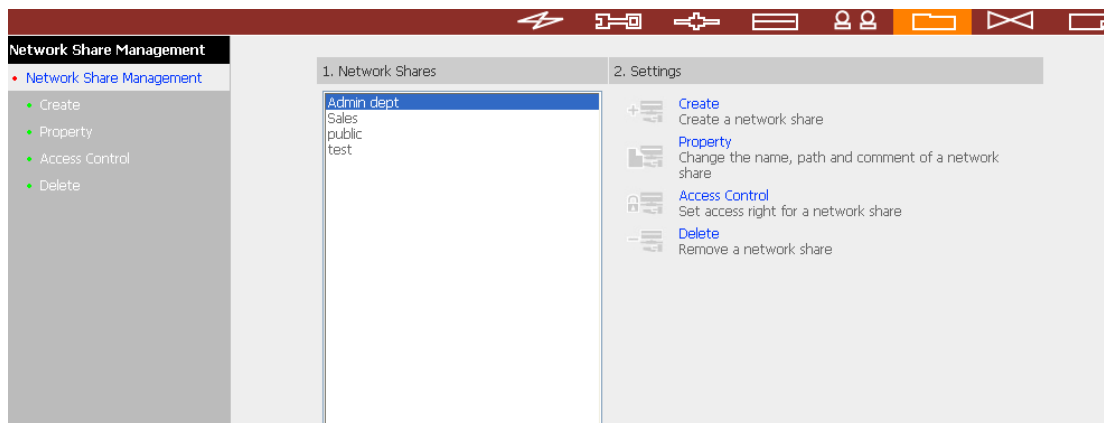 Network Share Management
Network Share Management
Create
Property
Access Control
Delete
1. Network Shares
Admin dept
Sales
public
test
2. Settings
Create
Create a network share
Property
Change the name, path and comment of a network
share
Access Control
Set access right for a network share
Delete
Remove a network share